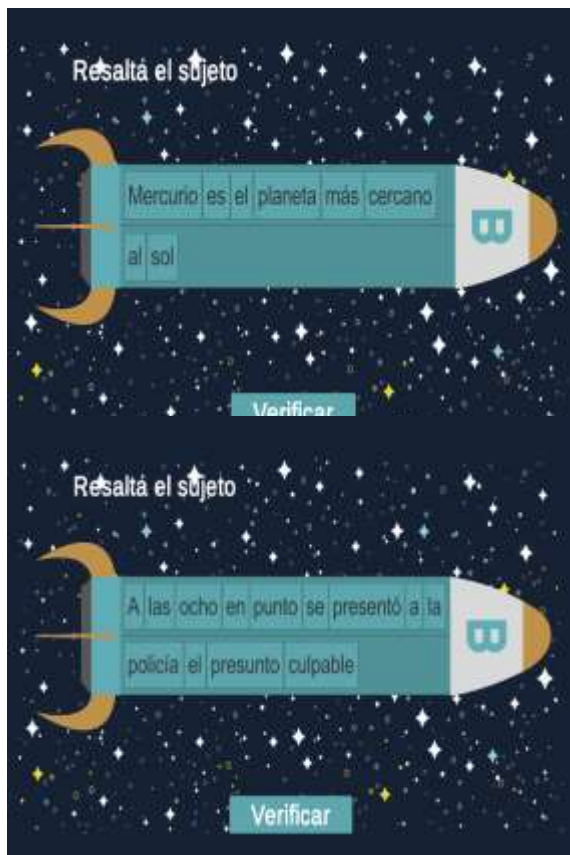 Resaltá el sujeto
Mercurio es el planeta más cercano
al sol
B
Verificar
Resaltá el sujeto
A las ocho en punto se presentó a la
policía el presunto culpable
B
Verificar